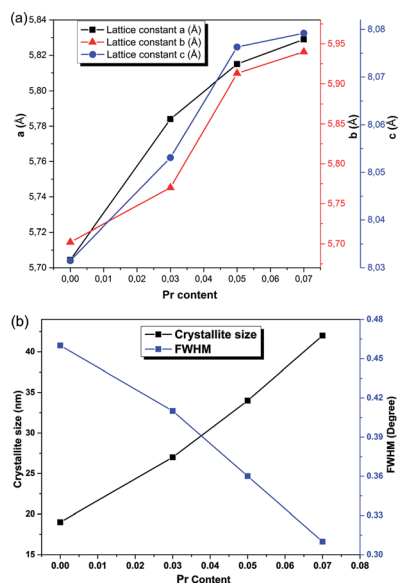 (a)
Lattice constant a (Å)
Lattice constant b (Å)
Lattice constant c (Å)
5,84
5,82
5,80
5,78
5,76
5,74
5,72
5,70
a (Å)
5,95
5,90
5,85
5,80
5,75
5,70
b (Å)
8,08
8,07
8,06
8,05
8,04
8,03
c (Å)
0,00 0,01 0,02 0,03 0,04 0,05 0,06 0,07
Pr content
(b)
Crystallite size
FWHM
40
35
30
25
20
15
Crystallite size (nm)
0.48
0.45
0.42
0.39
0.36
0.33
0.30
FWHM (Degree)
0.00 0.01 0.02 0.03 0.04 0.05 0.06 0.07 0.08
Pr Content